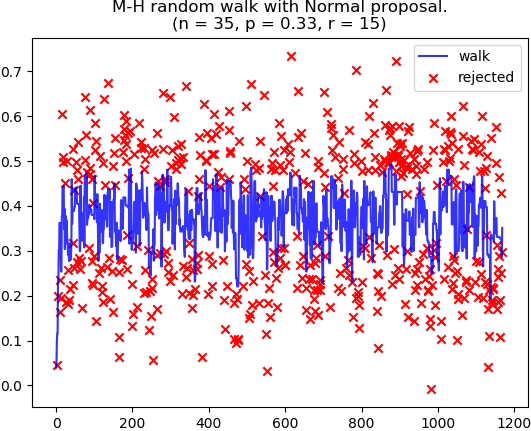 M-H random walk with Normal proposal.
(n = 35, p = 0.33, r = 15)
walk
rejected
0.7
0.6
0.5
0.4
0.3
0.2
0.1
0.0
0 200 400 600 800 1000 1200